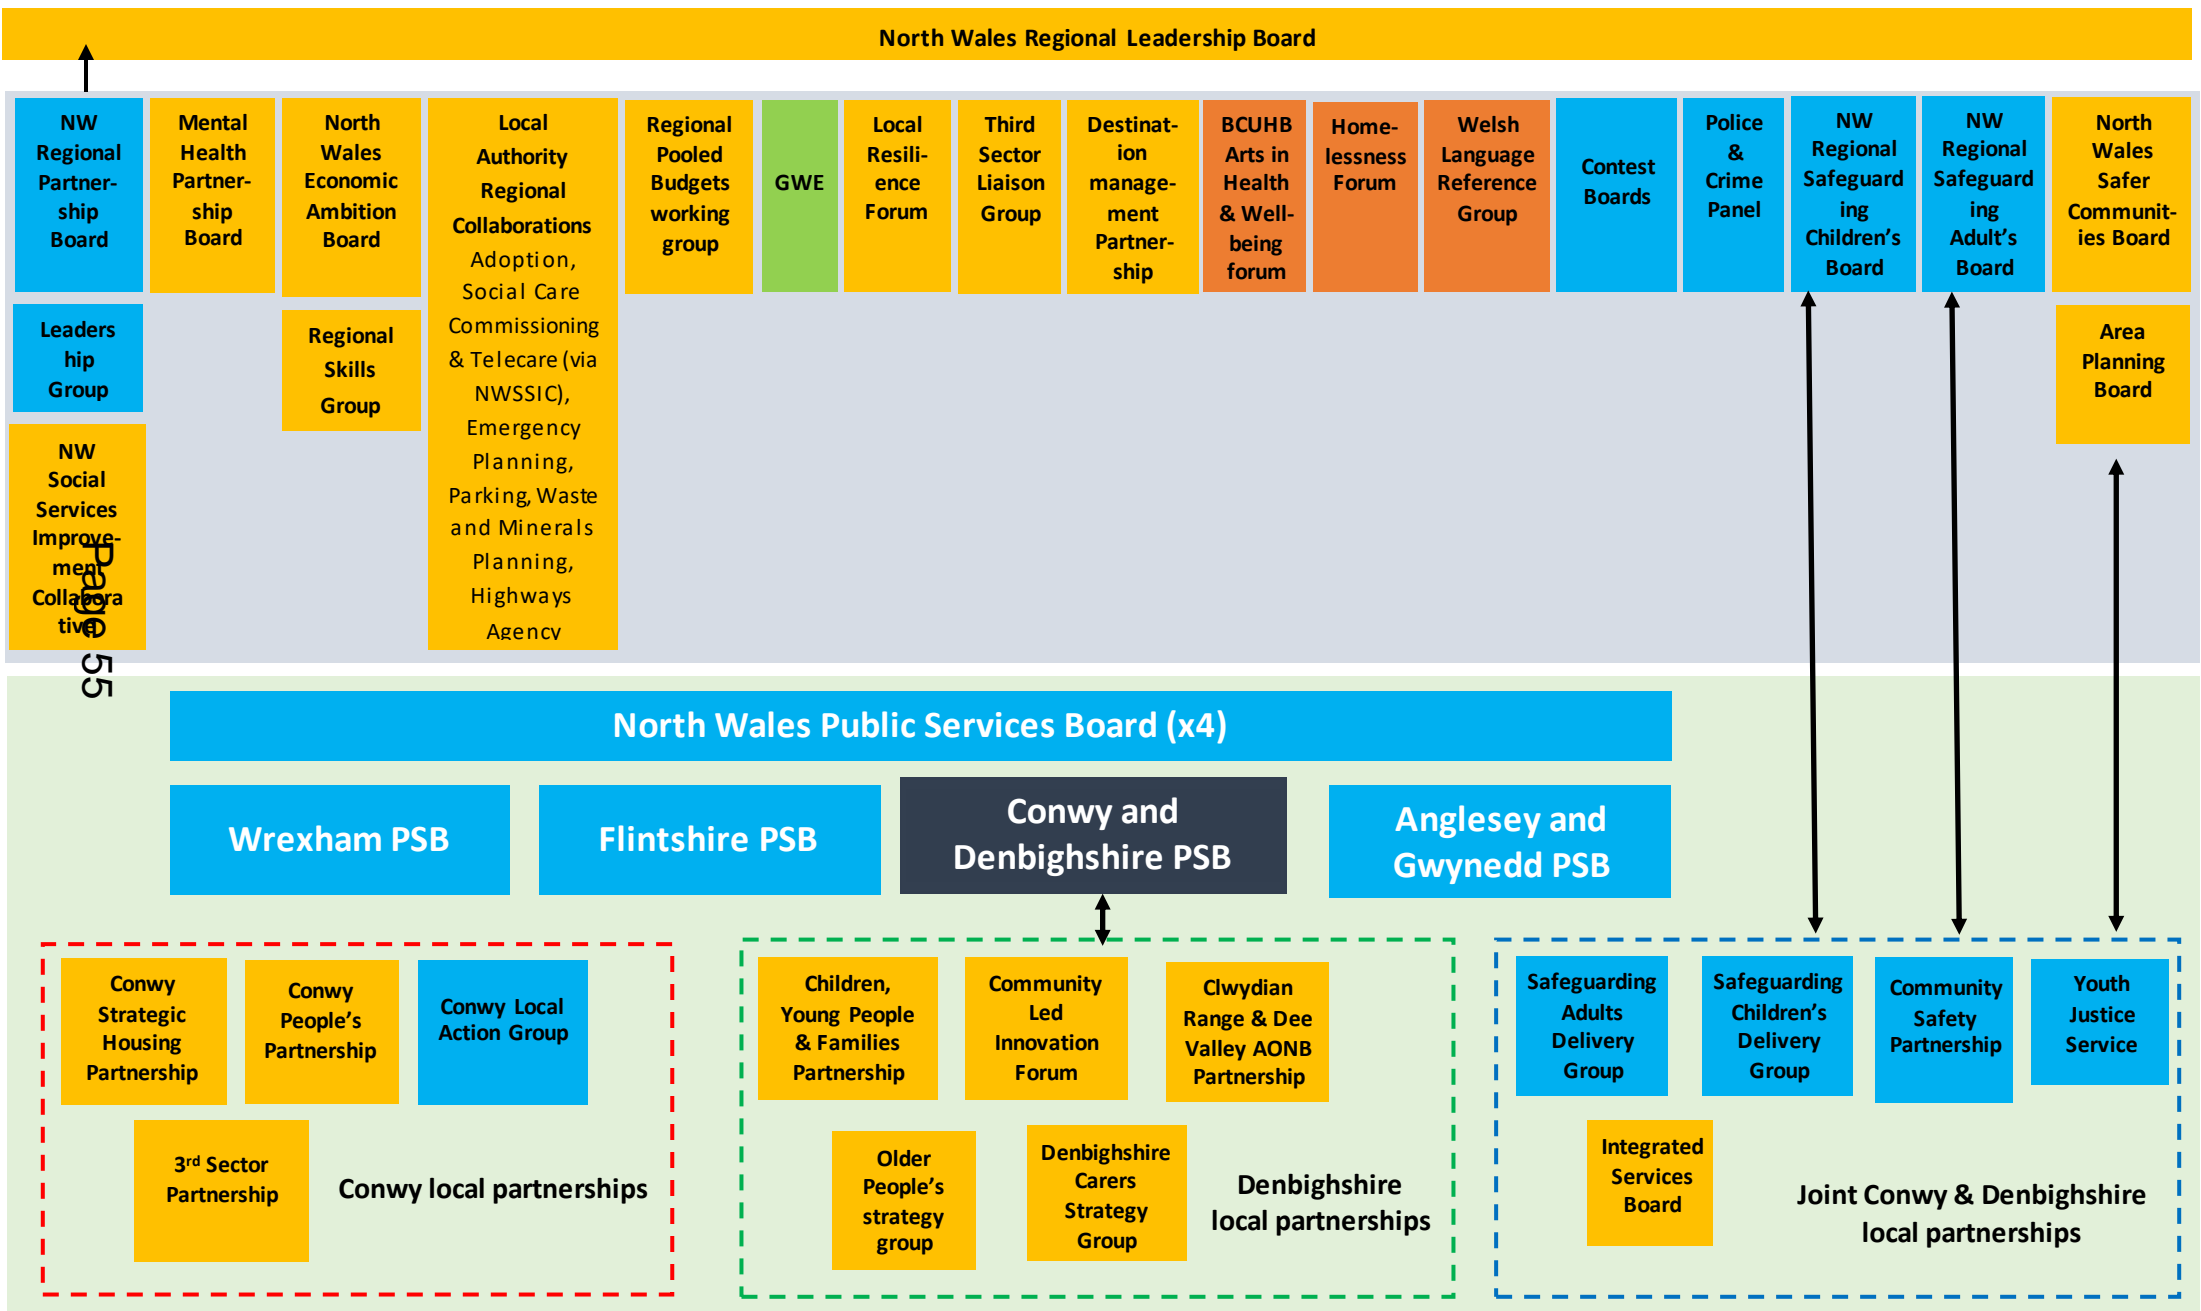 North Wales Regional Leadership Board
NW
Regional
Partner-
ship
Board
Mental
Health
Partner-
ship
Board
North
Wales
Economic
Ambition
Board
Local
Authority
Regional
Collaborations
Adoption,
Social Care
Commissioning
& Telecare (via
NWSSIC),
Emergency
Planning,
Parking, Waste
and Minerals
Planning,
Highways
Agency
Regional
Pooled
Budgets
working
group
GWE
Local
Resili-
ence
Forum
Third
Sector
Liaison
Group
Destinat-
ion
manage-
ment
Partner-
ship
BCUHB
Arts in
Health
& Well-
being
forum
Home-
lessness
Forum
Welsh
Language
Reference
Group
Contest
Boards
Police
&
Crime
Panel
NW
Regional
Safeguard
ing
Children's
Board
NW
Regional
Safeguard
ing
Adult's
Board
North
Wales
Safer
Communit-
ies Board
Leaders
hip
Group
Regional
Skills
Group
Area
Planning
Board
NW
Social
Services
Improve-
ment
Collabora
tive
Page 55
North Wales Public Services Board (x4)
Wrexham PSB
Flintshire PSB
Conwy and
Denbighshire PSB
Anglesey and
Gwynedd PSB
Conwy
Strategic
Housing
Partnership
Conwy
People's
Partnership
Conwy Local
Action Group
3rd Sector
Partnership
Conwy local partnerships
Children,
Young People
& Families
Partnership
Community
Led
Innovation
Forum
Clwydian
Range & Dee
Valley AONB
Partnership
Older
People's
strategy
group
Denbighshire
Carers
Strategy
Group
Denbighshire
local partnerships
Safeguarding
Adults
Delivery
Group
Safeguarding
Children's
Delivery
Group
Community
Safety
Partnership
Youth
Justice
Service
Integrated
Services
Board
Joint Conwy & Denbighshire
local partnerships